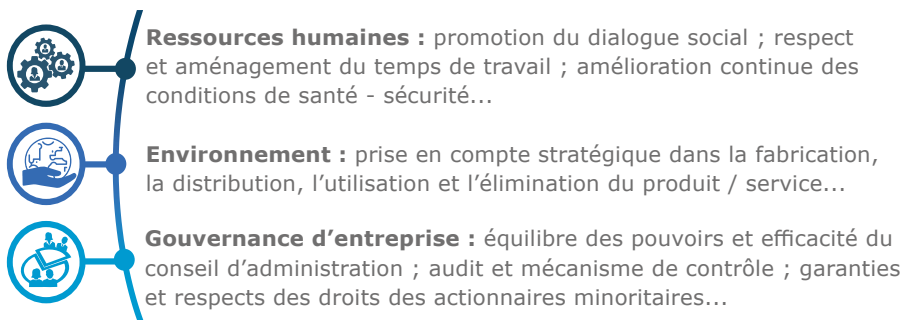 Ressources humaines : promotion du dialogue social ; respect
et aménagement du temps de travail ; amélioration continue des
conditions de santé - sécurité...
Environnement : prise en compte stratégique dans la fabrication,
la distribution, l’utilisation et l’élimination du produit / service...
Gouvernance d’entreprise : équilibre des pouvoirs et efficacité du
conseil d’administration ; audit et mécanisme de contrôle ; garanties
et respects des droits des actionnaires minoritaires...